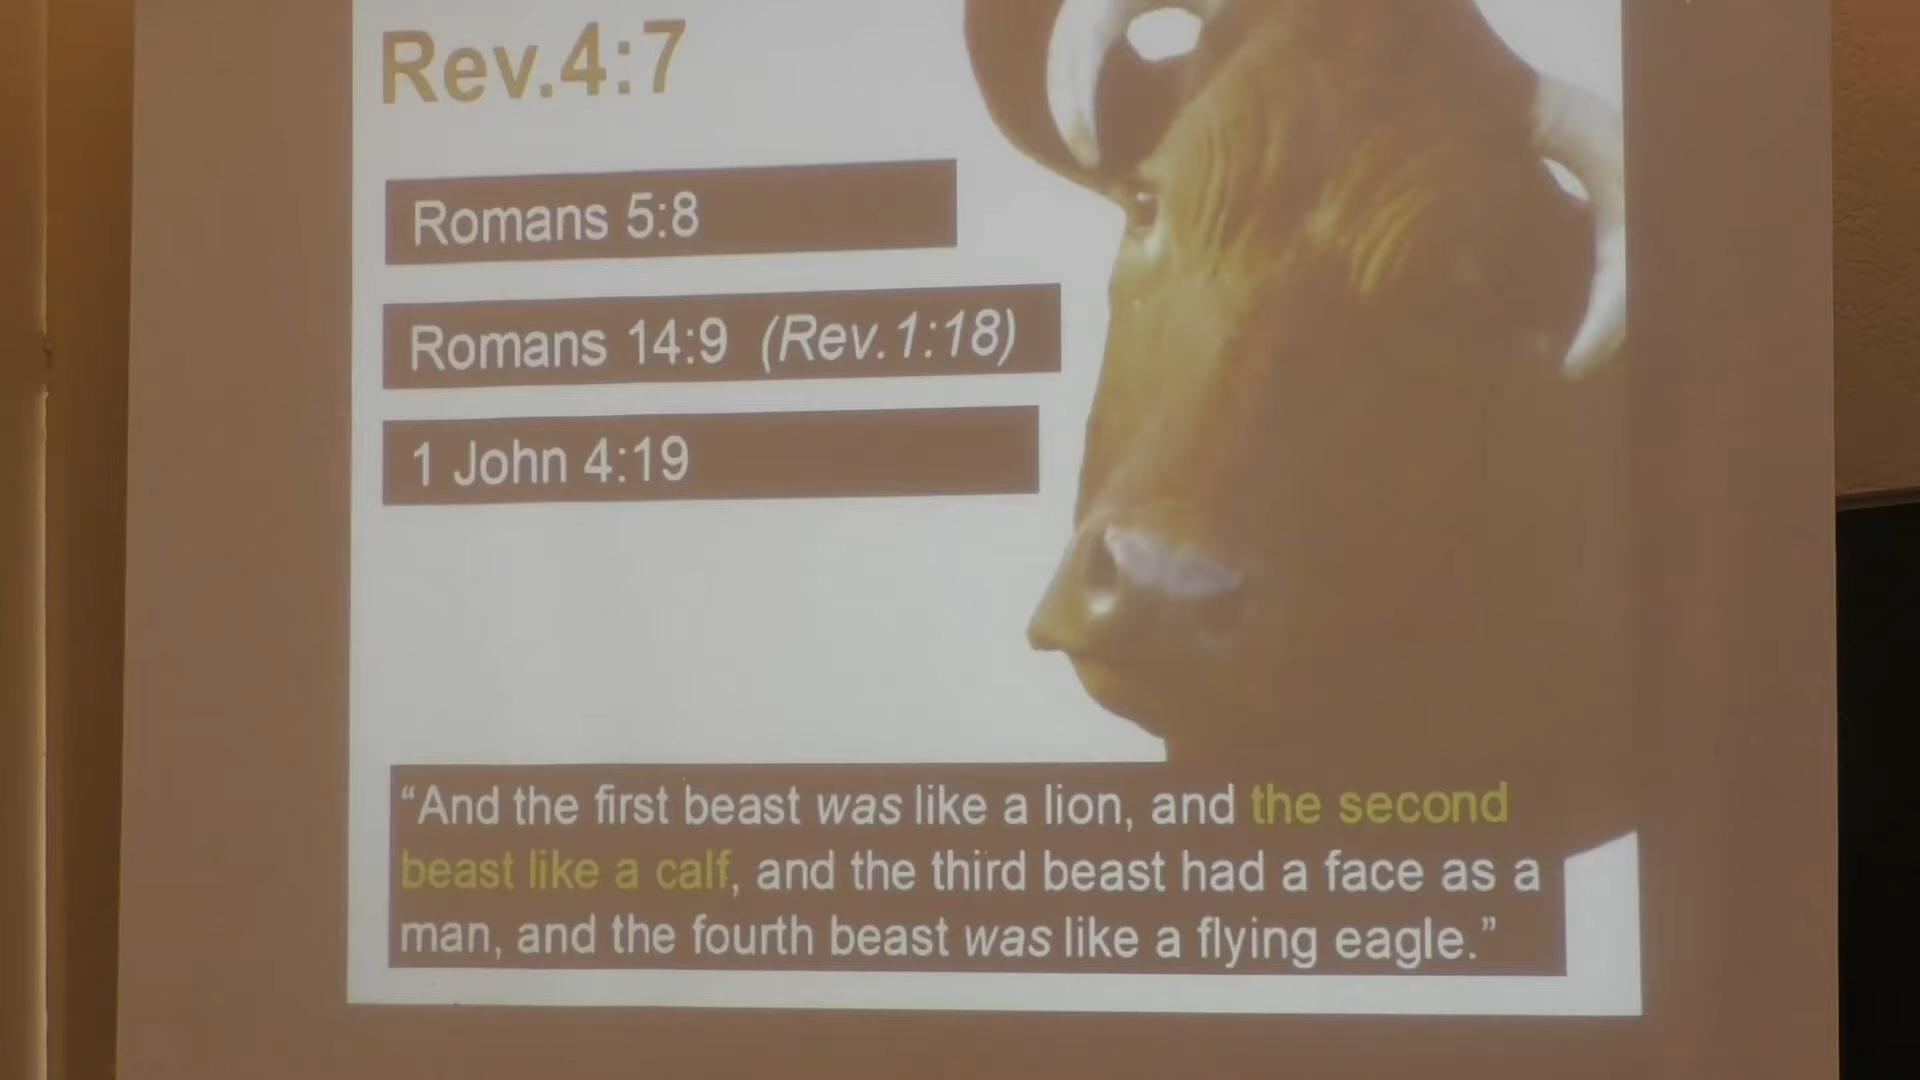 Rev.4:7
Romans 5:8
Romans 14:9 (Rev.1:18)
1 John 4:19
“And the first beast was like a lion, and the second
beast like a calf, and the third beast had a face as a
man, and the fourth beast was like a flying eagle.”